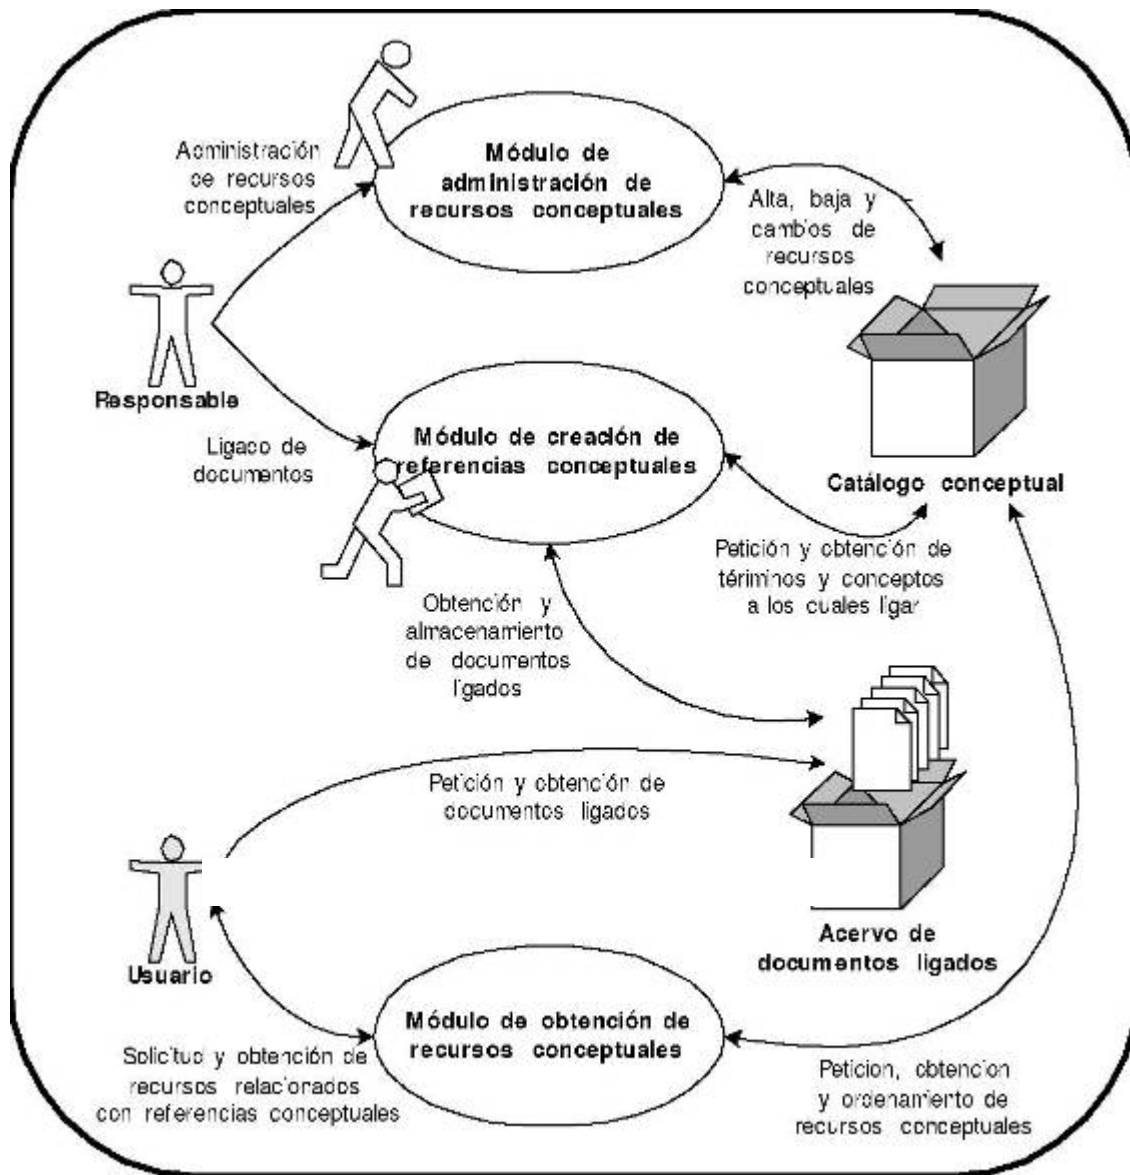 Administración
de recursos
conceptuales
Módulo de
administración de
recursos conceptuales
Alta, baja y
cambios de
recursos
conceptuales
Responsable
Ligado de
documentos
Módulo de creación de
referencias conceptuales
Catálogo conceptual
Petición y obtención de
tériminos y conceptos
a los cuales ligar
Obtención y
almacenamiento
de documentos
ligados
Petición y obtención de
documentos ligados
Usuario
Acervo de
documentos ligados
Módulo de obtención de
recursos conceptuales
Solicitud y obtención de
recursos relacionados
con referencias conceptuales
Peticion, obtencion
y ordenamiento de
recursos conceptuales